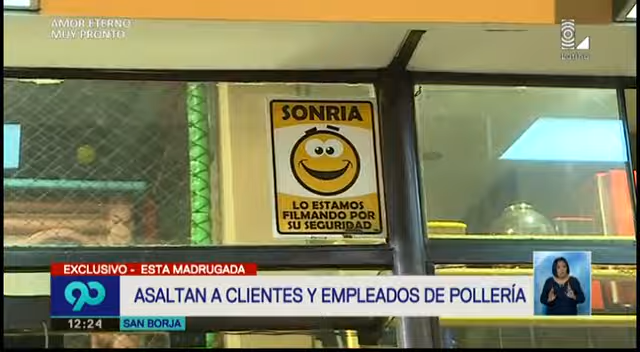 AMOR ETERNO
MUY PRONTO
Latina
SONRIA
LO ESTAMOS
FILMANDO POR
SU SEGURIDAD
EXCLUSIVO - ESTA MADRUGADA
90
ASALTAN A CLIENTES Y EMPLEADOS DE POLLERÍA
12:24
SAN BORJA